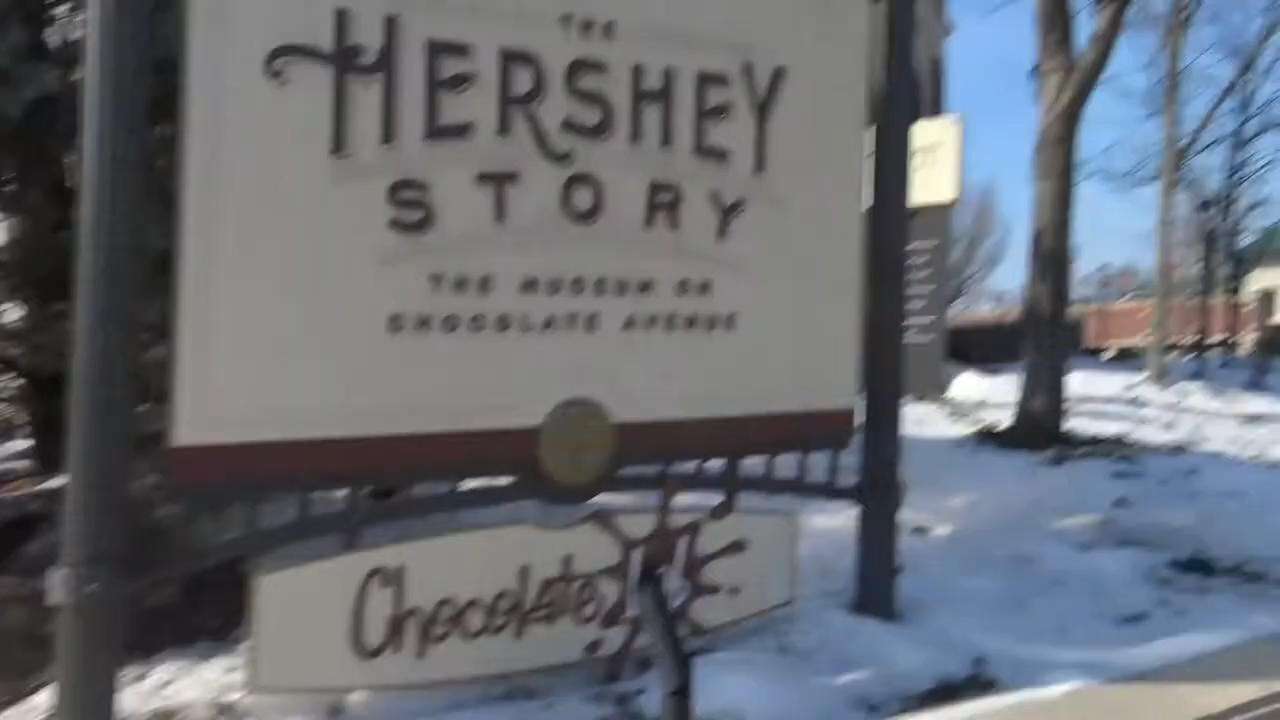 THE
HERSHEY
STORY
THE MUSEUM ON
CHOCOLATE AVENUE
Chocolate